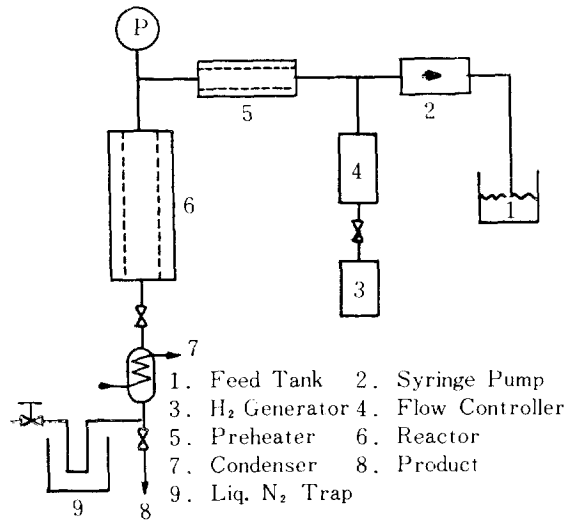 P
5
2
4
1
6
3
7
1. Feed Tank 2. Syringe Pump
3. H₂ Generator 4. Flow Controller
5. Preheater 6. Reactor
7. Condenser 8. Product
9. Liq. N₂ Trap
9
8